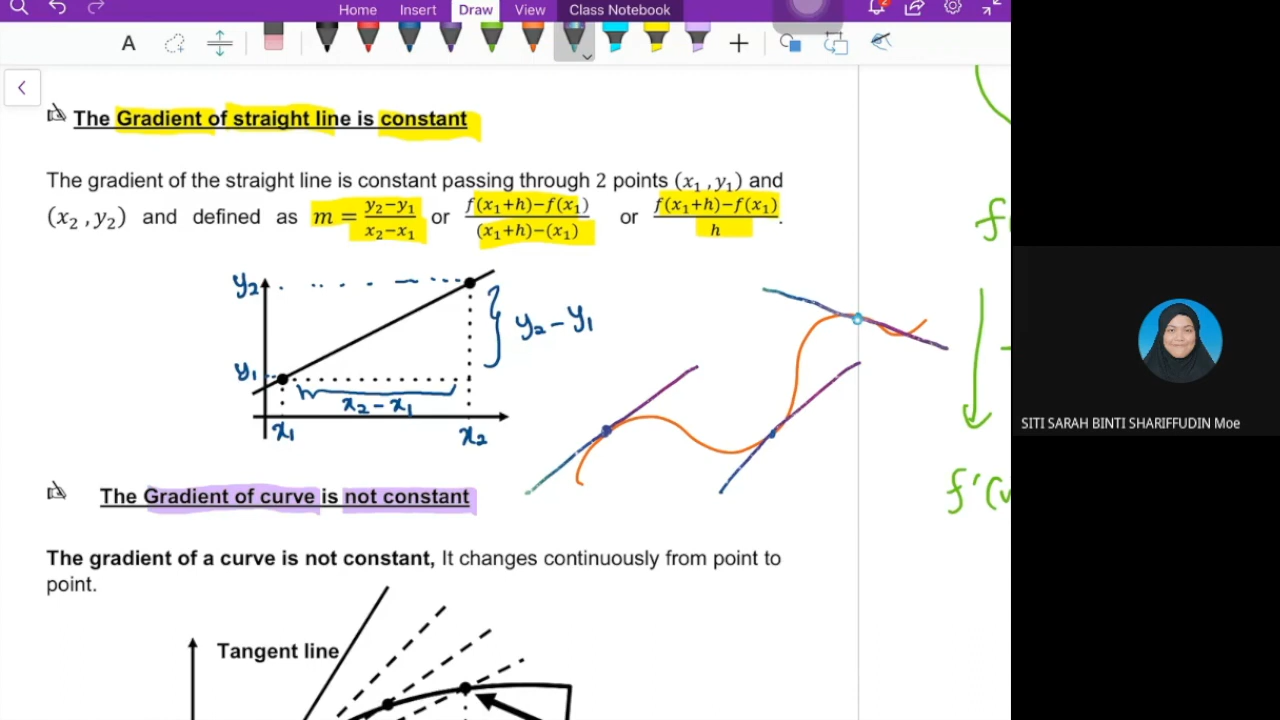 Home Insert Draw View Class Notebook
2
A
The Gradient of straight line is constant
The gradient of the straight line is constant passing through 2 points (x₁ , y₁) and
(x₂ , y₂) and defined as m = y₂−y₁ / x₂−x₁ or f(x₁+h)−f(x₁) / (x₁+h)−(x₁) or f(x₁+h)−f(x₁) / h .
y₂
y₂ − y₁
y₁
x₂ − x₁
x₁ x₂
The Gradient of curve is not constant
The gradient of a curve is not constant, It changes continuously from point to
point.
Tangent line
SITI SARAH BINTI SHARIFFUDIN Moe